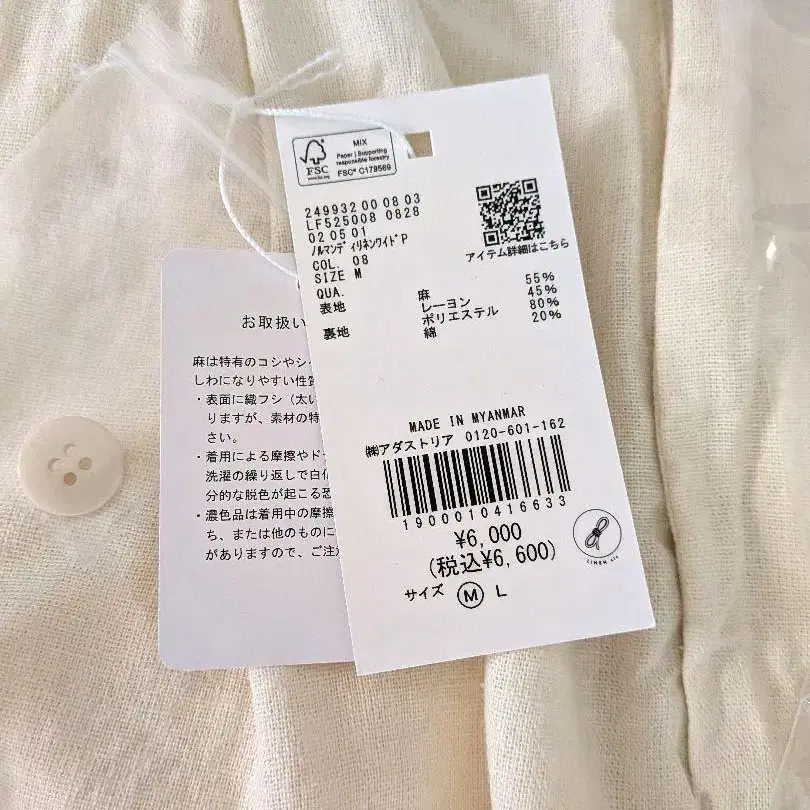 MIX
Paper | Supporting
responsible forestry
FSC® C179569
FSC
www.fsc.org
249932 00 08 03
LF525008 0828
02 05 01
ﾉﾙﾏﾝﾃﾞｨﾘﾈﾝﾜｲﾄﾞP
COL. 08
SIZE M
QUA.
アイテム詳細はこちら
表地 麻 55%
レーヨン 45%
裏地 ポリエステル 80%
綿 20%
MADE IN MYANMAR
㈱アダストリア 0120-601-162
1900010416633
¥6,000
(税込¥6,600)
サイズ M L
LINEN
お取扱い
麻は特有のコシやシ
しわになりやすい性質
・表面に織フシ（太い
りますが、素材の特
さい。
・着用による摩擦やド
洗濯の繰り返しで白
分的な脱色が起こる恐
・濃色品は着用中の摩擦
ち、または他のものに
がありますので、ご注